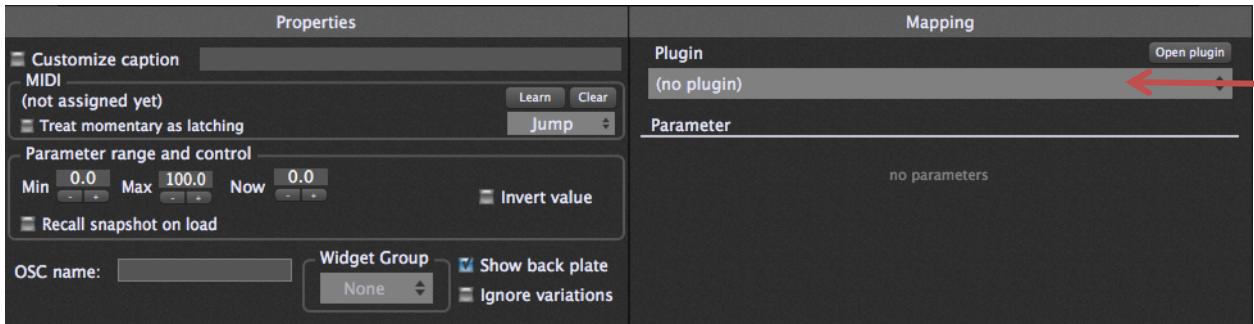 Properties
Customize caption
MIDI
(not assigned yet)
Learn Clear
Treat momentary as latching
Jump
Parameter range and control
Min 0.0 Max 100.0 Now 0.0
- + - + - +
Invert value
Recall snapshot on load
OSC name:
Widget Group
None
Show back plate
Ignore variations
Mapping
Plugin
Open plugin
(no plugin)
Parameter
no parameters